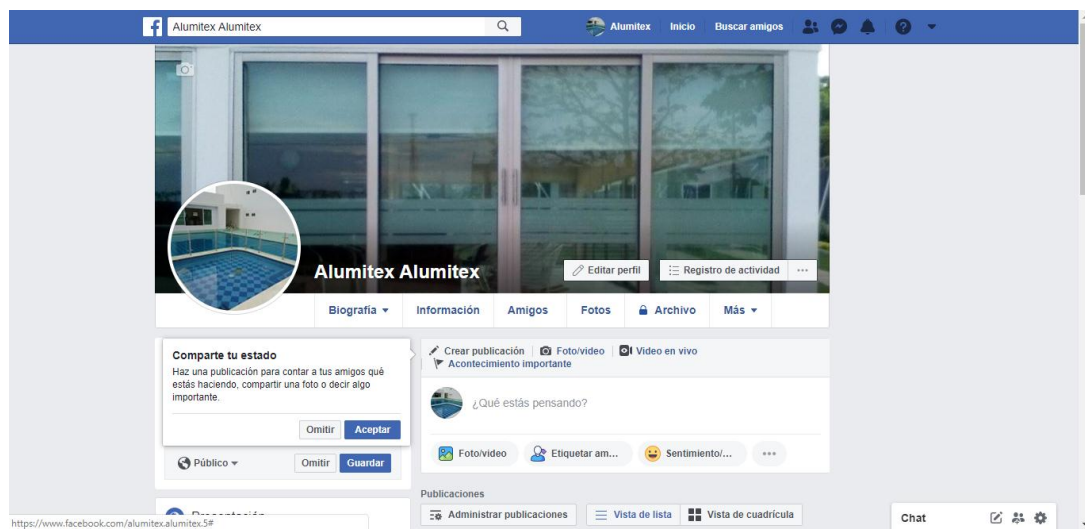 Alumitex Alumitex
Alumitex Inicio Buscar amigos
Alumitex Alumitex
Editar perfil
Registro de actividad
Biografía Información Amigos Fotos Archivo Más
Comparte tu estado
Haz una publicación para contar a tus amigos qué
estás haciendo, compartir una foto o decir algo
importante.
Omitir Aceptar
Público Omitir Guardar
Presentación
Crear publicación Foto/video Video en vivo
Acontecimiento importante
¿Qué estás pensando?
Foto/video Etiquetar am... Sentimiento/...
Publicaciones
Administrar publicaciones Vista de lista Vista de cuadrícula
Chat
https://www.facebook.com/alumitex.alumitex.5#